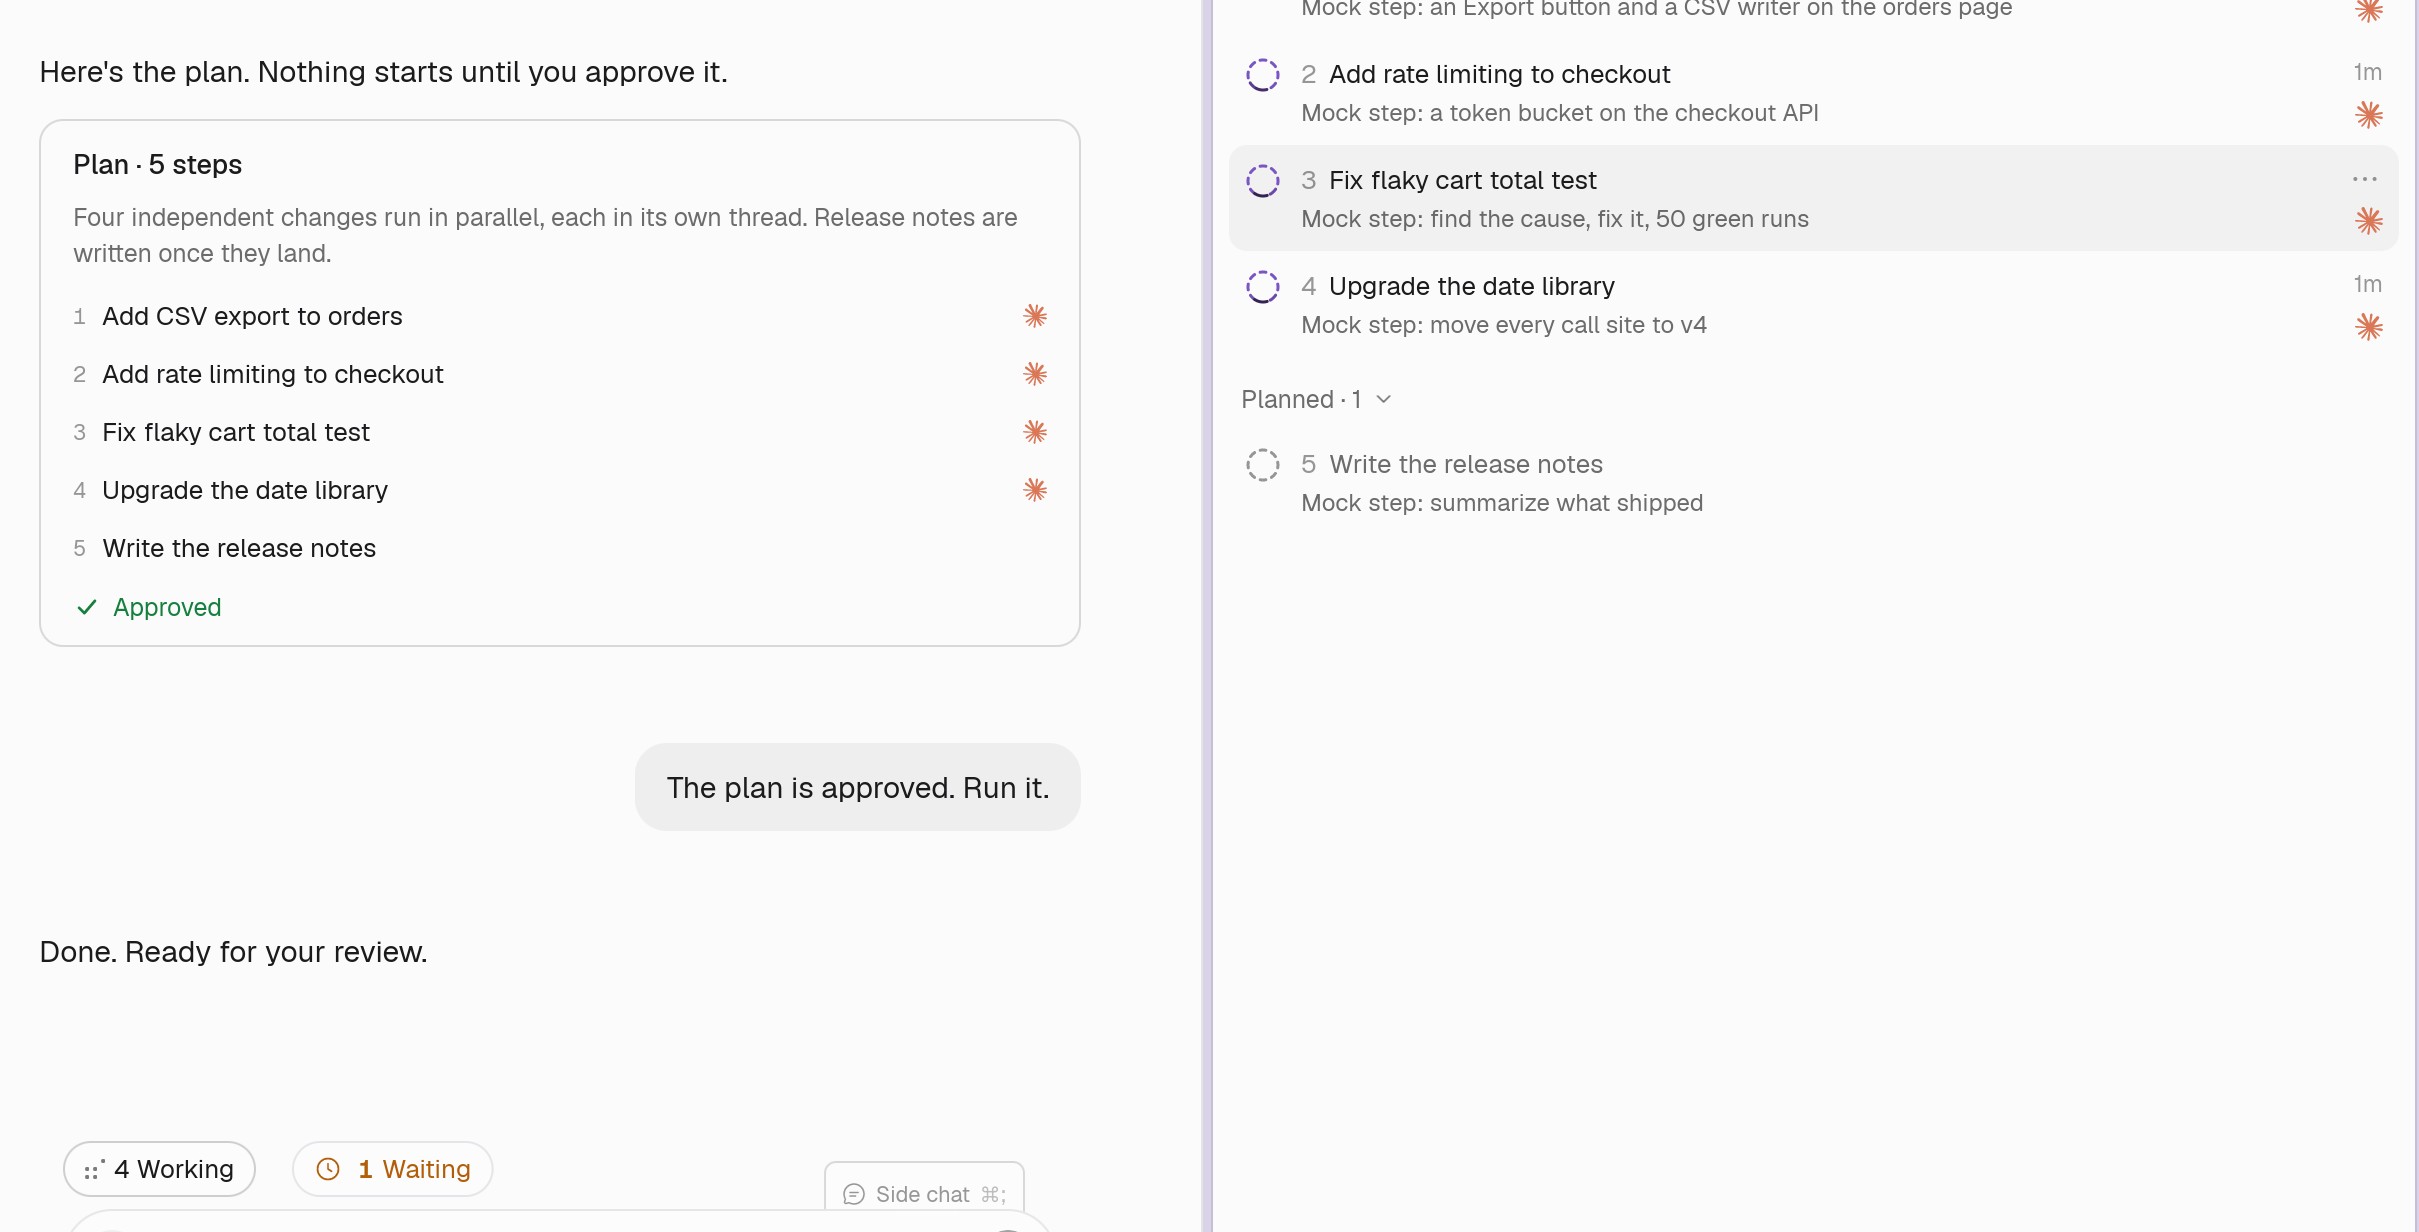 Here's the plan. Nothing starts until you approve it.
Plan · 5 steps
Four independent changes run in parallel, each in its own thread. Release notes are
written once they land.
1 Add CSV export to orders
2 Add rate limiting to checkout
3 Fix flaky cart total test
4 Upgrade the date library
5 Write the release notes
Approved
The plan is approved. Run it.
Done. Ready for your review.
4 Working
1 Waiting
Side chat ⌘;
Mock step: an Export button and a CSV writer on the orders page
2 Add rate limiting to checkout 1m
Mock step: a token bucket on the checkout API
3 Fix flaky cart total test ...
Mock step: find the cause, fix it, 50 green runs
4 Upgrade the date library 1m
Mock step: move every call site to v4
Planned · 1
5 Write the release notes
Mock step: summarize what shipped